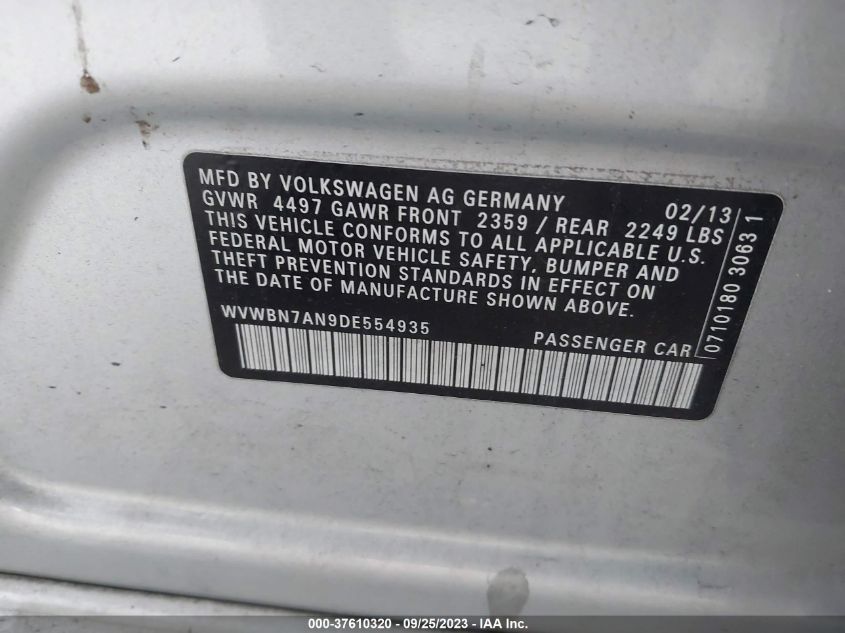 MFD BY VOLKSWAGEN AG GERMANY 02/13
GVWR 4497 GAWR FRONT 2359 / REAR 2249 LBS
THIS VEHICLE CONFORMS TO ALL APPLICABLE U.S.
FEDERAL MOTOR VEHICLE SAFETY, BUMPER AND
THEFT PREVENTION STANDARDS IN EFFECT ON
THE DATE OF MANUFACTURE SHOWN ABOVE.
WVWBN7AN9DE554935 PASSENGER CAR
0710180 3063 1
000-37610320 - 09/25/2023 - IAA Inc.